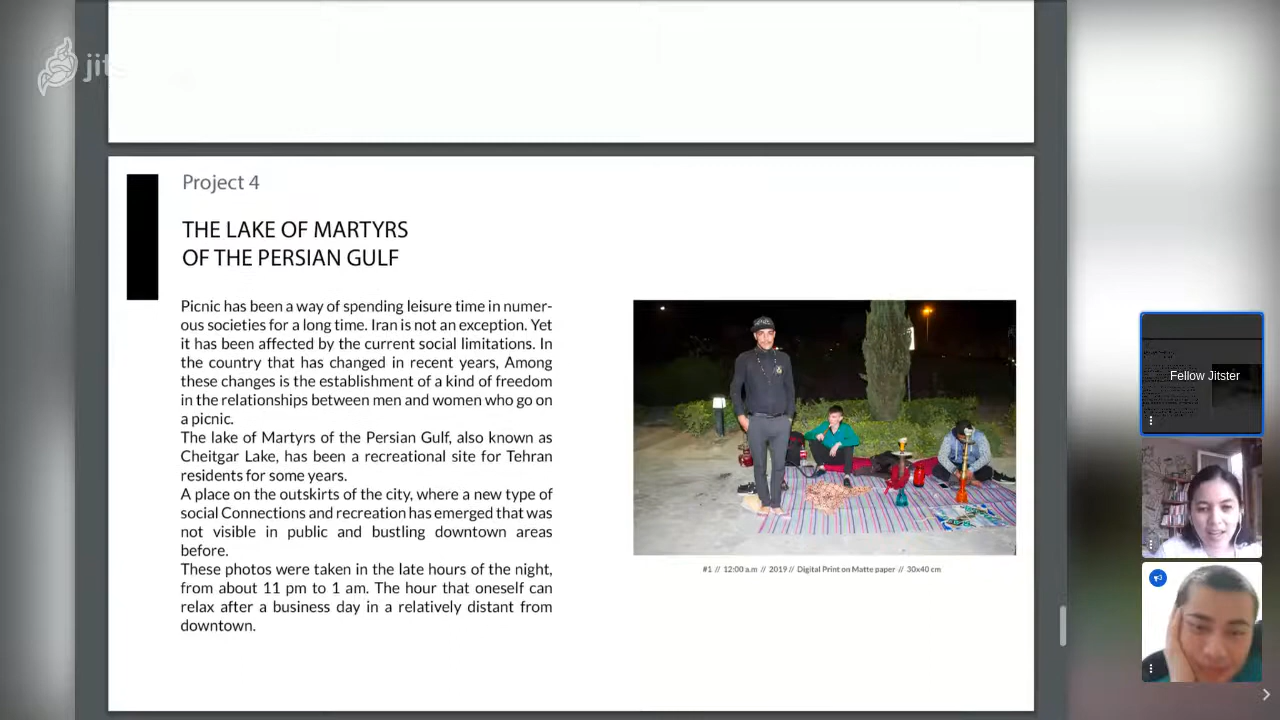 jit
Project 4
THE LAKE OF MARTYRS
OF THE PERSIAN GULF
Picnic has been a way of spending leisure time in numer-
ous societies for a long time. Iran is not an exception. Yet
it has been affected by the current social limitations. In
the country that has changed in recent years, Among
these changes is the establishment of a kind of freedom
in the relationships between men and women who go on
a picnic.
The lake of Martyrs of the Persian Gulf, also known as
Cheitgar Lake, has been a recreational site for Tehran
residents for some years.
A place on the outskirts of the city, where a new type of
social Connections and recreation has emerged that was
not visible in public and bustling downtown areas
before.
These photos were taken in the late hours of the night,
from about 11 pm to 1 am. The hour that oneself can
relax after a business day in a relatively distant from
downtown.
#1 // 12:00 a.m // 2019 // Digital Print on Matte paper // 30x40 cm
Fellow Jitster